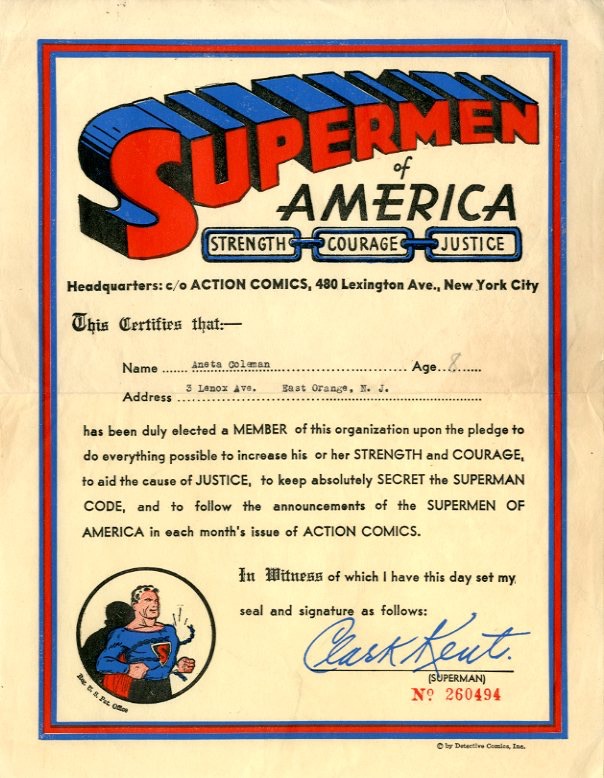 SUPERMEN
of
AMERICA
STRENGTH COURAGE JUSTICE
Headquarters: c/o ACTION COMICS, 480 Lexington Ave., New York City
This Certifies that:—
Name ..... Aneta Coleman ..... Age 8 .....
Address ..... 3 Lenox Ave. East Orange, N. J. .....
has been duly elected a MEMBER of this organization upon the pledge to
do everything possible to increase his or her STRENGTH and COURAGE,
to aid the cause of JUSTICE, to keep absolutely SECRET the SUPERMAN
CODE, and to follow the announcements of the SUPERMEN OF
AMERICA in each month's issue of ACTION COMICS.
In Witness of which I have this day set my
seal and signature as follows:
Clark Kent.
(SUPERMAN)
Nº 260494
Reg. U. S. Pat. Office
© by Detective Comics, Inc.